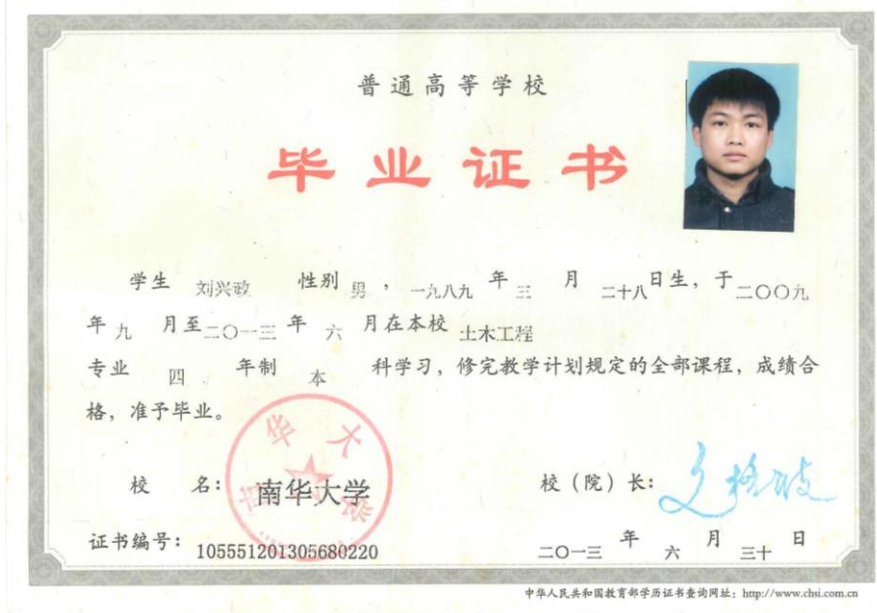 普通高等学校
毕业证书
学生 刘兴敢 性别 男 ，一九八九 年 三 月 二十八 日生，于 二〇〇九
年 九 月至 二〇一三 年 六 月在本校 土木工程
专业 四 年制 本 科学习，修完教学计划规定的全部课程，成绩合
格，准予毕业。
校 名： 南华大学
校（院）长： 文格波
证书编号： 105551201305680220
二〇一三 年 六 月 三十 日
中华人民共和国教育部学历证书查询网址：http://www.chsi.com.cn